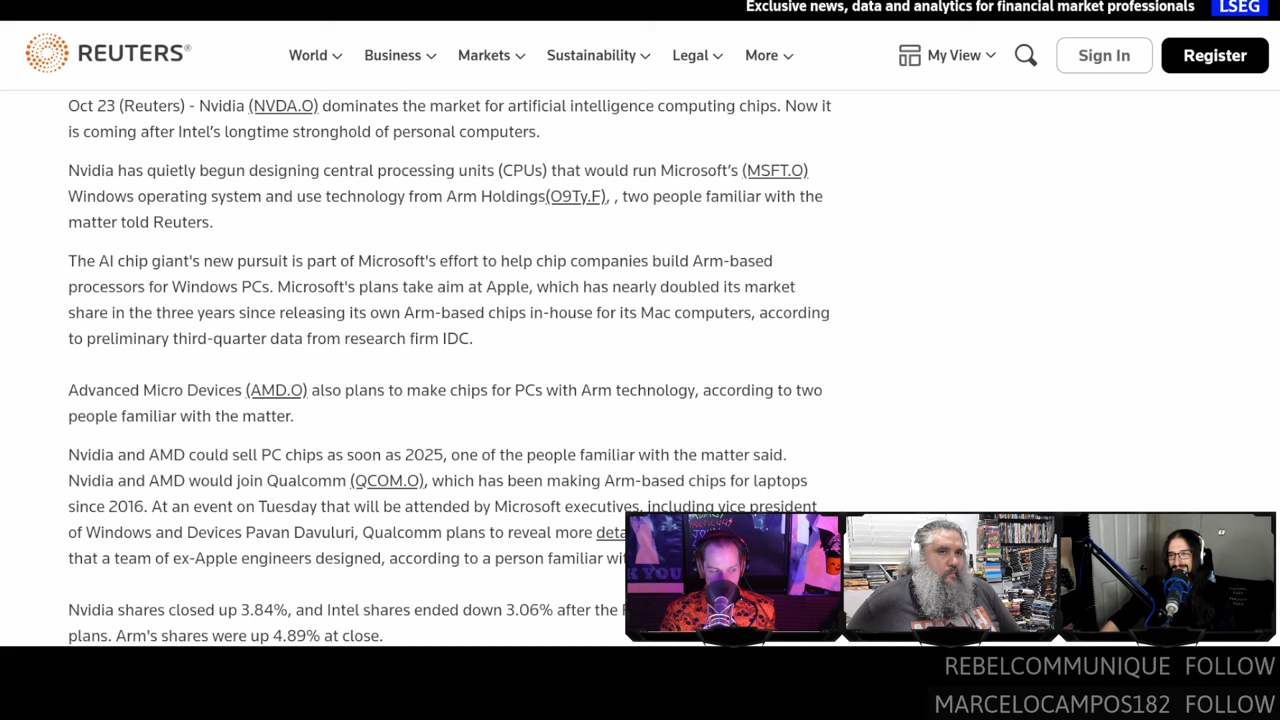 Exclusive news, data and analytics for financial market professionals LSEG
REUTERS®
World Business Markets Sustainability Legal More My View Sign In Register
Oct 23 (Reuters) - Nvidia (NVDA.O) dominates the market for artificial intelligence computing chips. Now it
is coming after Intel’s longtime stronghold of personal computers.
Nvidia has quietly begun designing central processing units (CPUs) that would run Microsoft’s (MSFT.O)
Windows operating system and use technology from Arm Holdings(O9Ty.F), , two people familiar with the
matter told Reuters.
The AI chip giant's new pursuit is part of Microsoft's effort to help chip companies build Arm-based
processors for Windows PCs. Microsoft's plans take aim at Apple, which has nearly doubled its market
share in the three years since releasing its own Arm-based chips in-house for its Mac computers, according
to preliminary third-quarter data from research firm IDC.
Advanced Micro Devices (AMD.O) also plans to make chips for PCs with Arm technology, according to two
people familiar with the matter.
Nvidia and AMD could sell PC chips as soon as 2025, one of the people familiar with the matter said.
Nvidia and AMD would join Qualcomm (QCOM.O), which has been making Arm-based chips for laptops
since 2016. At an event on Tuesday that will be attended by Microsoft executives, including vice president
of Windows and Devices Pavan Davuluri, Qualcomm plans to reveal more
that a team of ex-Apple engineers designed, according to a person familiar
Nvidia shares closed up 3.84%, and Intel shares ended down 3.06% after the
plans. Arm's shares were up 4.89% at close.
REBELCOMMUNIQUE FOLLOW
MARCELOCAMPOS182 FOLLOW